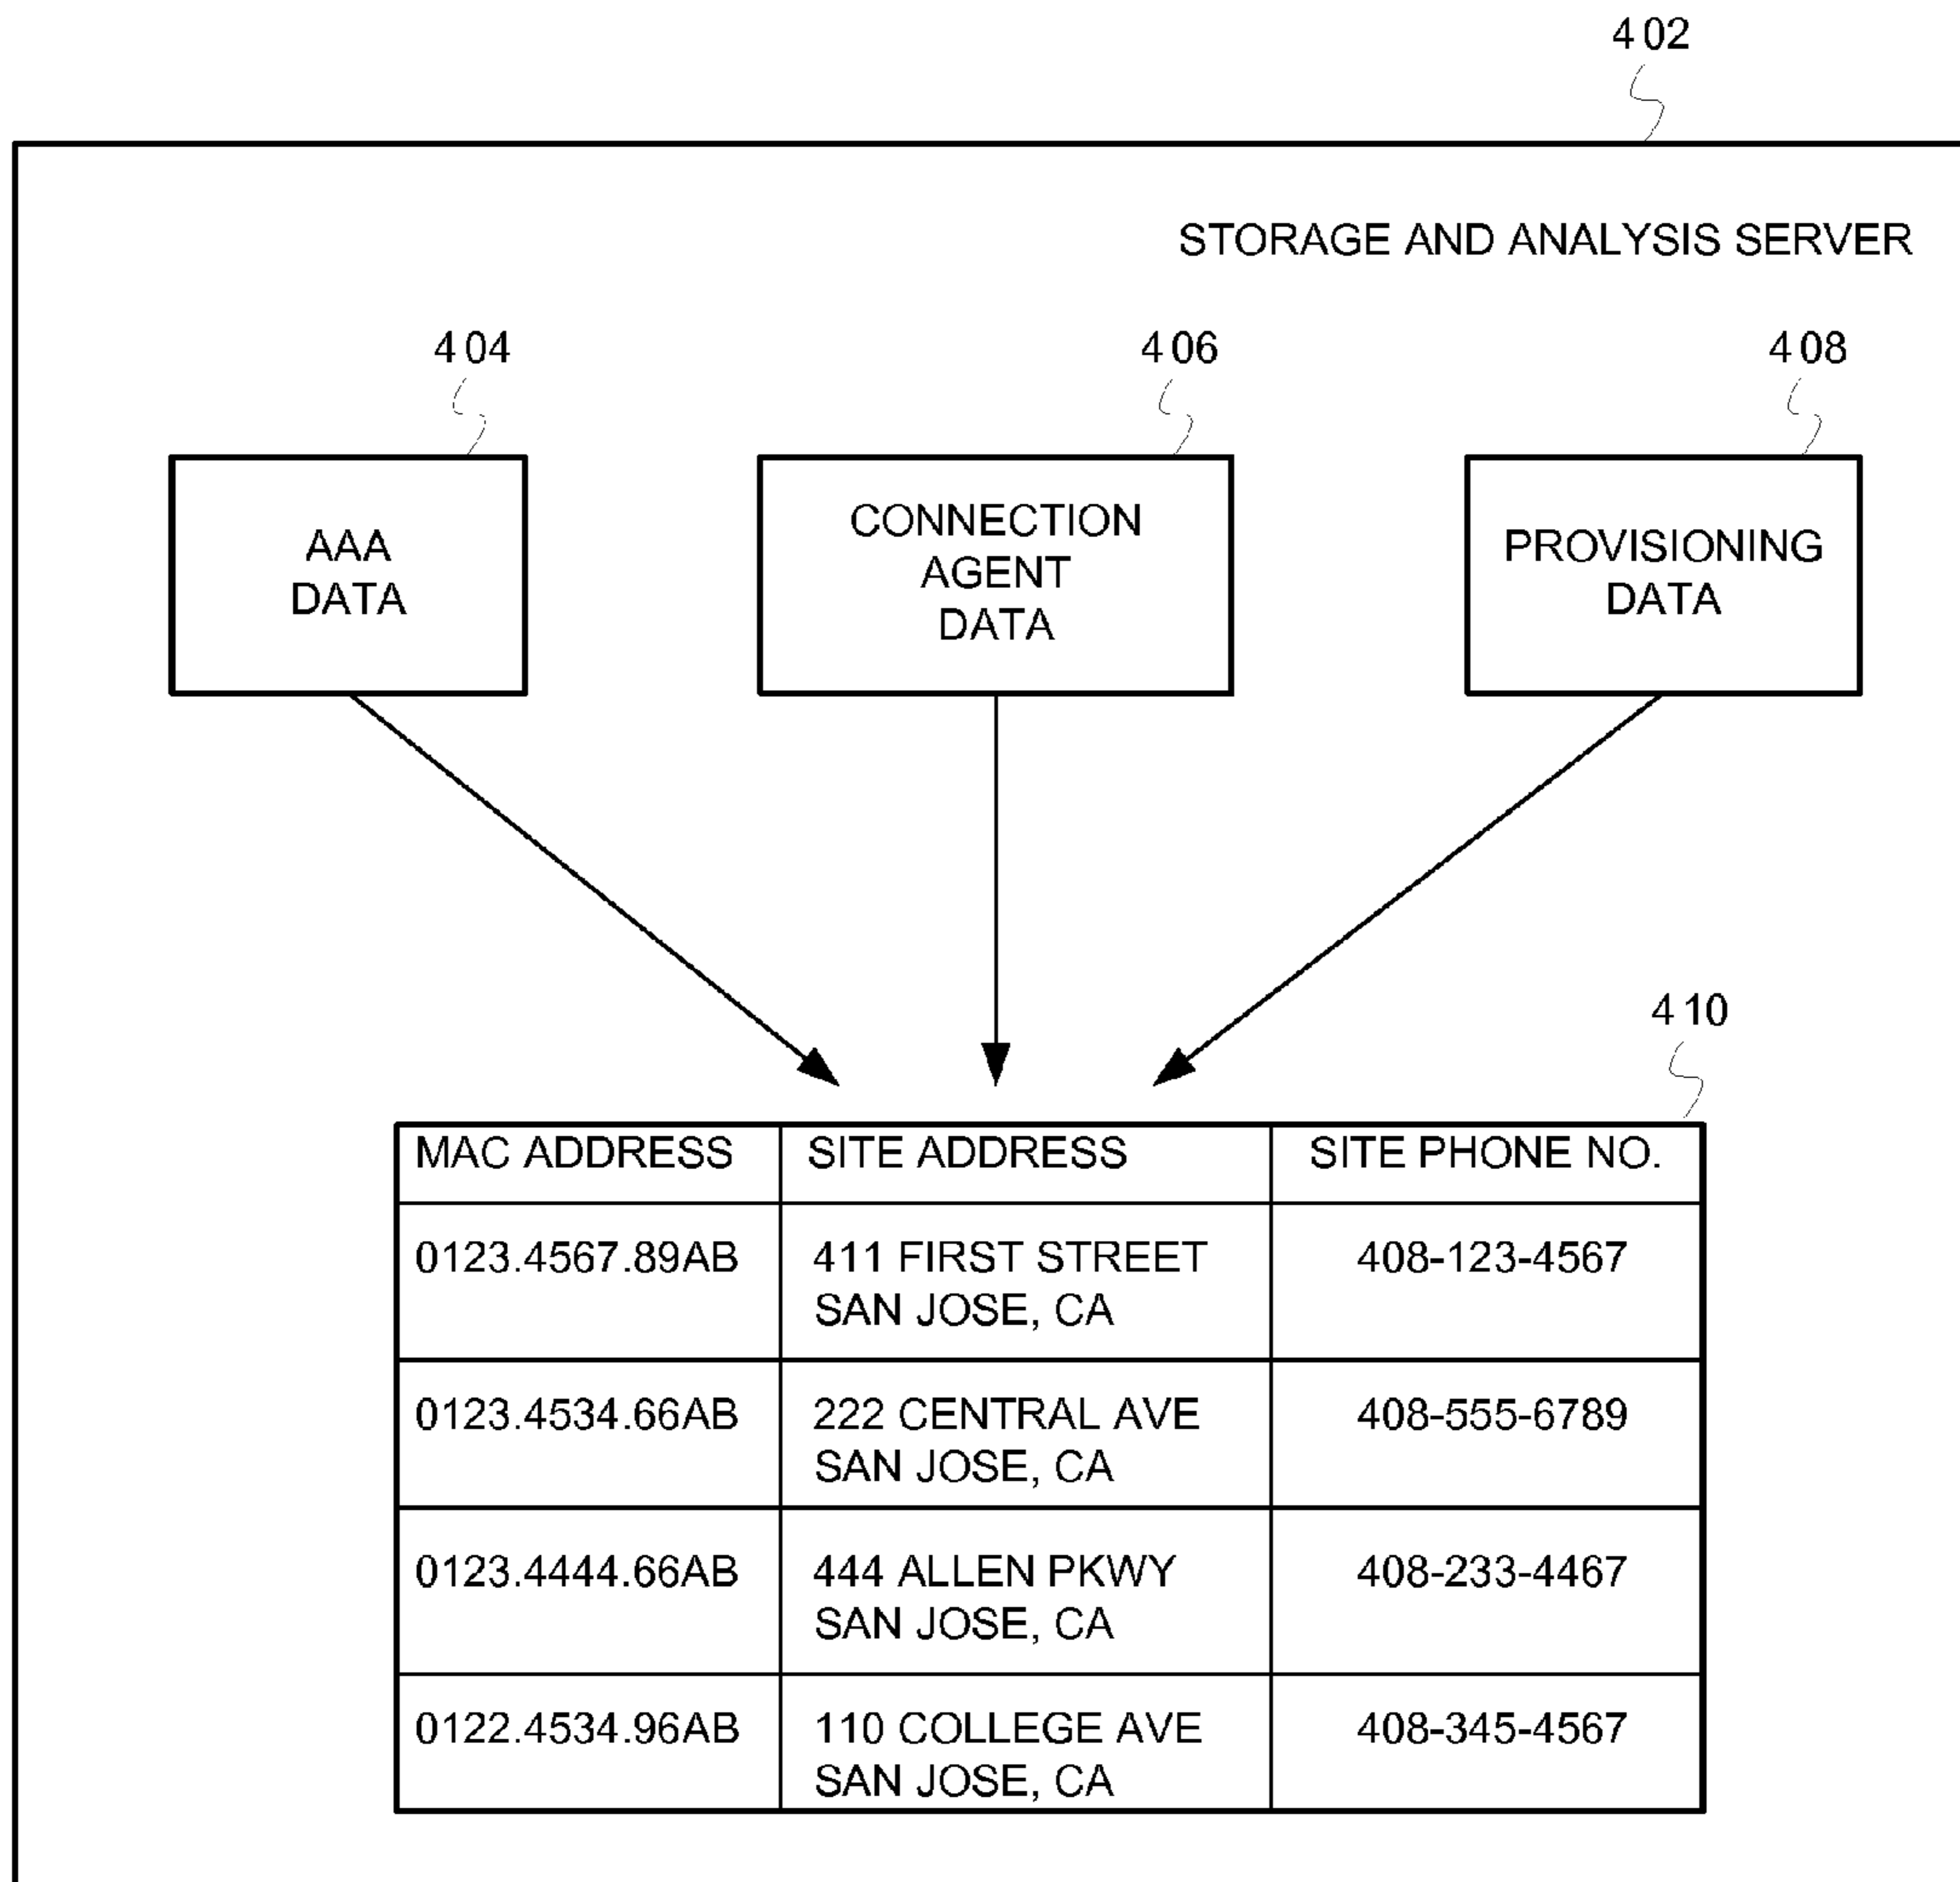 402
STORAGE AND ANALYSIS SERVER
404
406
408
AAA
DATA
CONNECTION
AGENT
DATA
PROVISIONING
DATA
410
MAC ADDRESS SITE ADDRESS SITE PHONE NO.
0123.4567.89AB 411 FIRST STREET 408-123-4567
SAN JOSE, CA
0123.4534.66AB 222 CENTRAL AVE 408-555-6789
SAN JOSE, CA
0123.4444.66AB 444 ALLEN PKWY 408-233-4467
SAN JOSE, CA
0122.4534.96AB 110 COLLEGE AVE 408-345-4567
SAN JOSE, CA